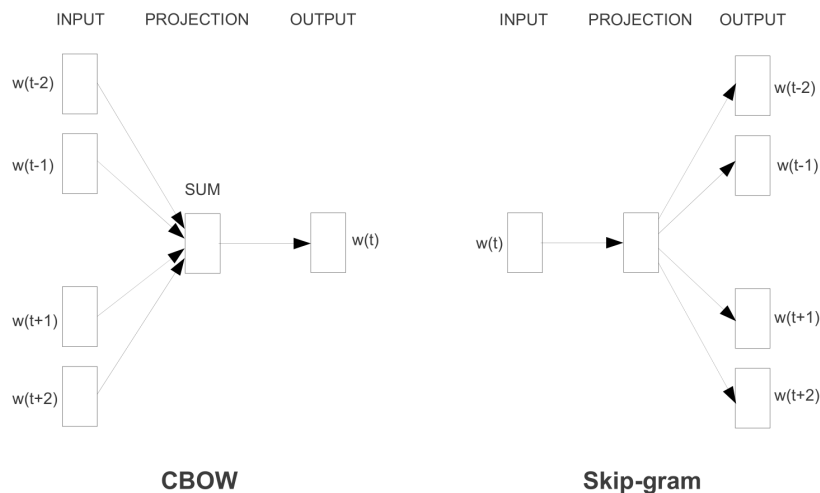 INPUT PROJECTION OUTPUT
w(t-2)
w(t-1)
SUM
w(t)
w(t+1)
w(t+2)
CBOW
INPUT PROJECTION OUTPUT
w(t-2)
w(t-1)
w(t)
w(t+1)
w(t+2)
Skip-gram